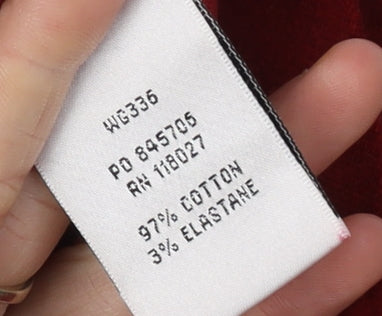 WG336
PO 845705
RN 118027
97% COTTON
3% ELASTANE